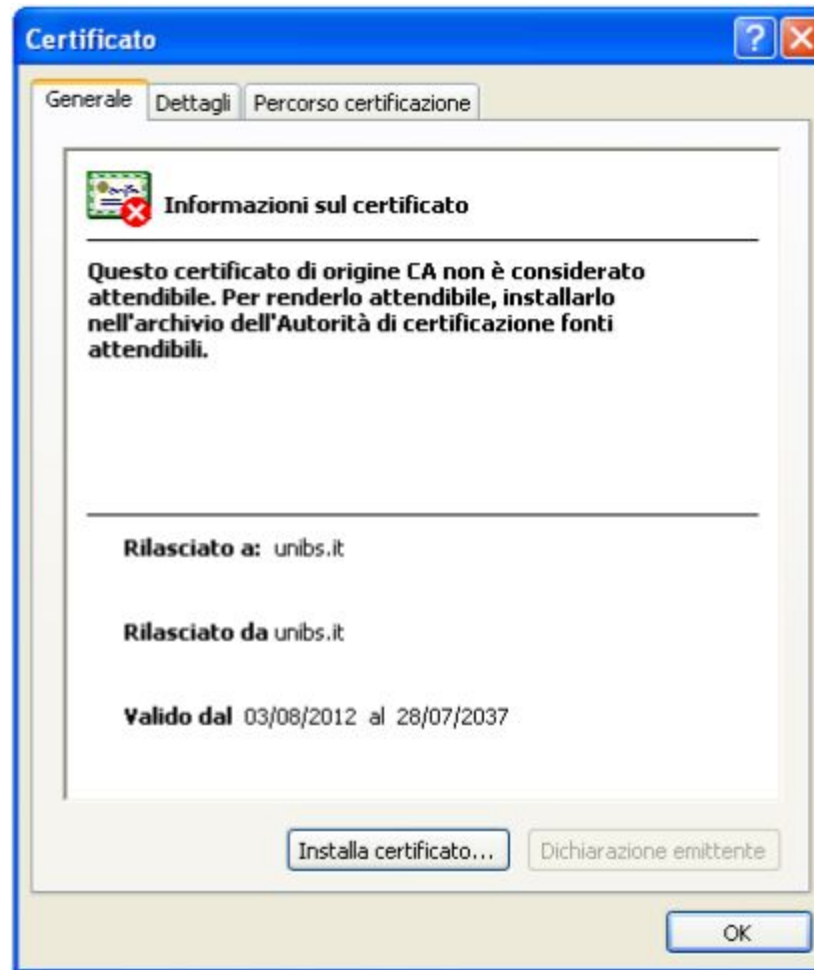 Certificato
Generale Dettagli Percorso certificazione
Informazioni sul certificato
Questo certificato di origine CA non è considerato
attendibile. Per renderlo attendibile, installarlo
nell'archivio dell'Autorità di certificazione fonti
attendibili.
Rilasciato a: unibs.it
Rilasciato da unibs.it
Valido dal 03/08/2012 al 28/07/2037
Installa certificato... Dichiarazione emittente
OK